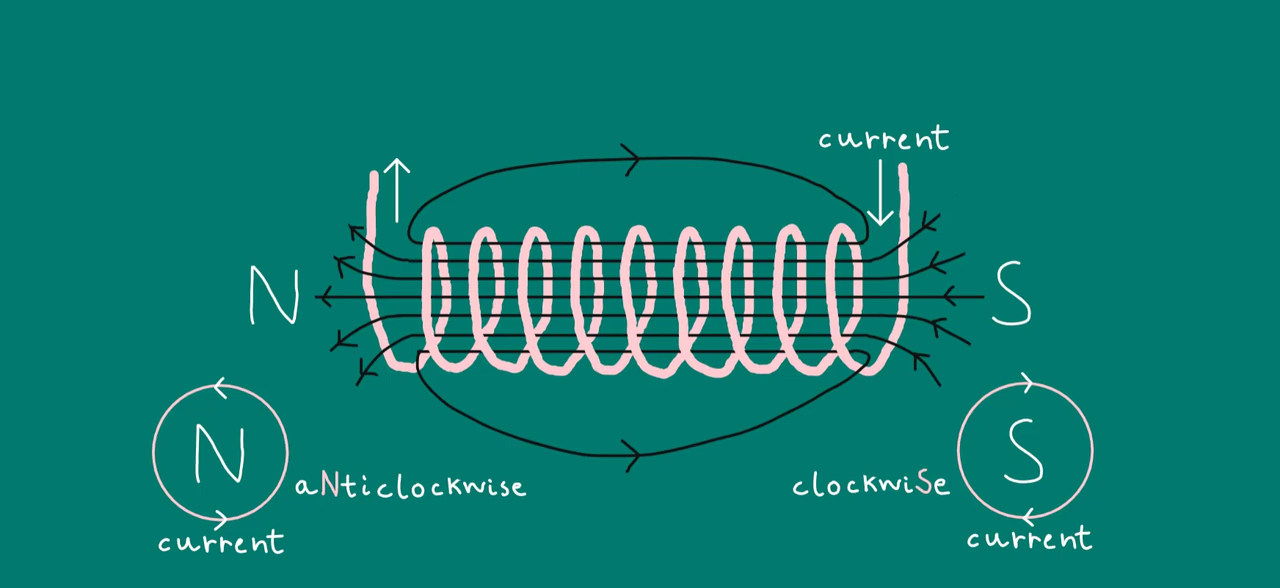 current
N
S
N
aNticlockwise
current
clockwiSe
S
current